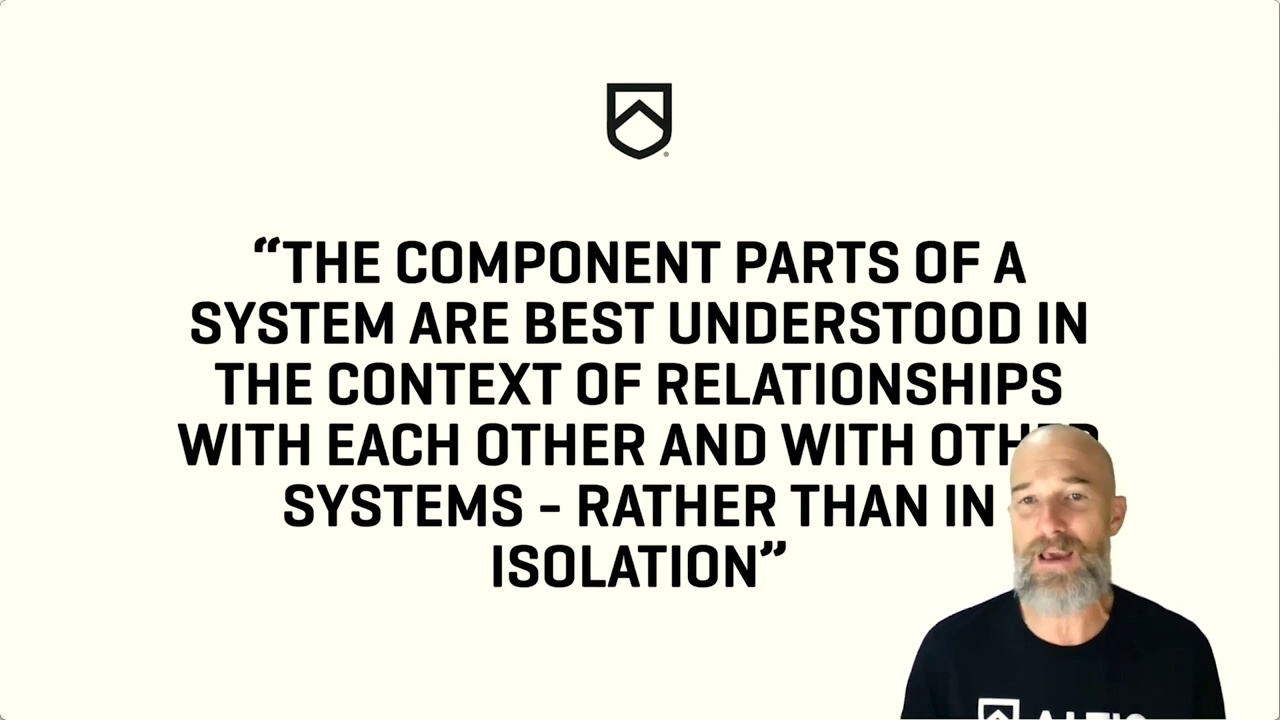 “THE COMPONENT PARTS OF A
SYSTEM ARE BEST UNDERSTOOD IN
THE CONTEXT OF RELATIONSHIPS
WITH EACH OTHER AND WITH OTHER
SYSTEMS – RATHER THAN IN
ISOLATION”